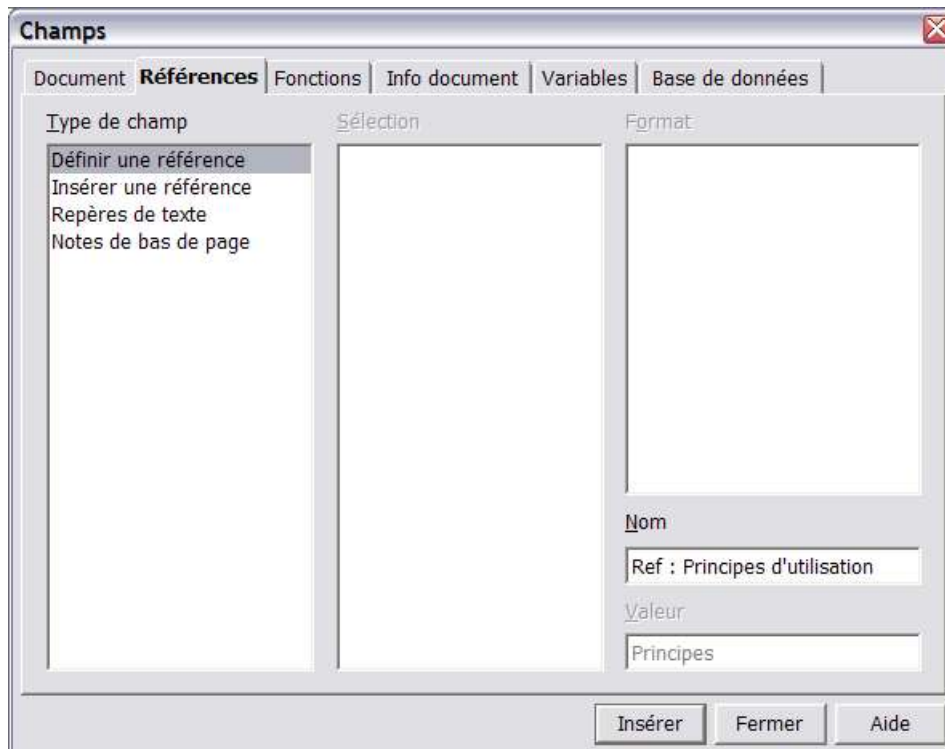 Champs
Document Références Fonctions Info document Variables Base de données
Type de champ Sélection Format
Définir une référence
Insérer une référence
Repères de texte
Notes de bas de page
Nom
Ref : Principes d'utilisation
Valeur
Principes
Insérer Fermer Aide